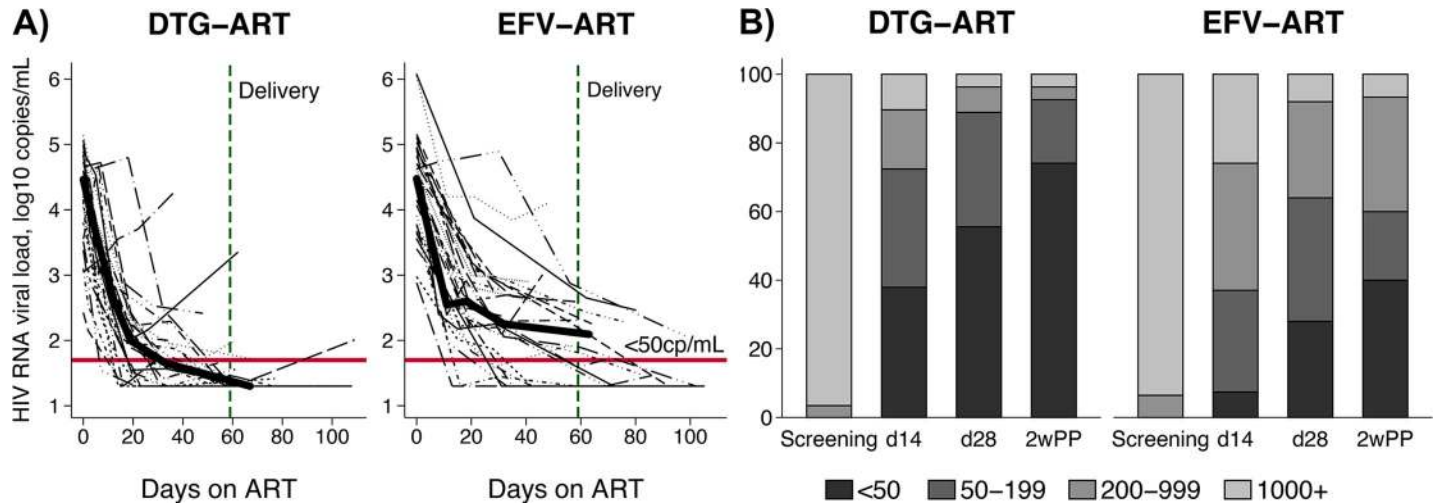 A)
DTG–ART
EFV–ART
HIV RNA viral load, log10 copies/mL
6
5
4
3
2
1
Delivery
0 20 40 60 80 100
6
5
4
3
2
1
Delivery
<50cp/mL
0 20 40 60 80 100
Days on ART
Days on ART
B)
DTG–ART
EFV–ART
100
80
60
40
20
0
Screening d14 d28 2wPP
Screening d14 d28 2wPP
<50 50–199 200–999 1000+